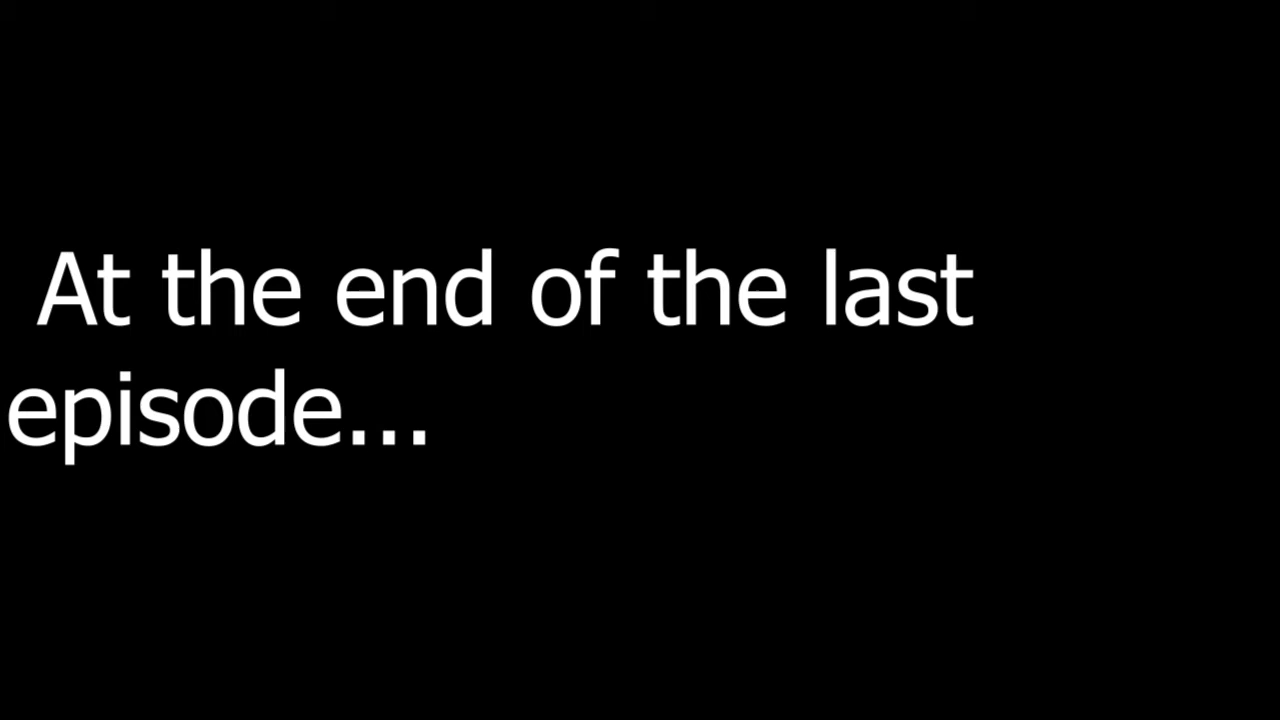 At the end of the last
episode...